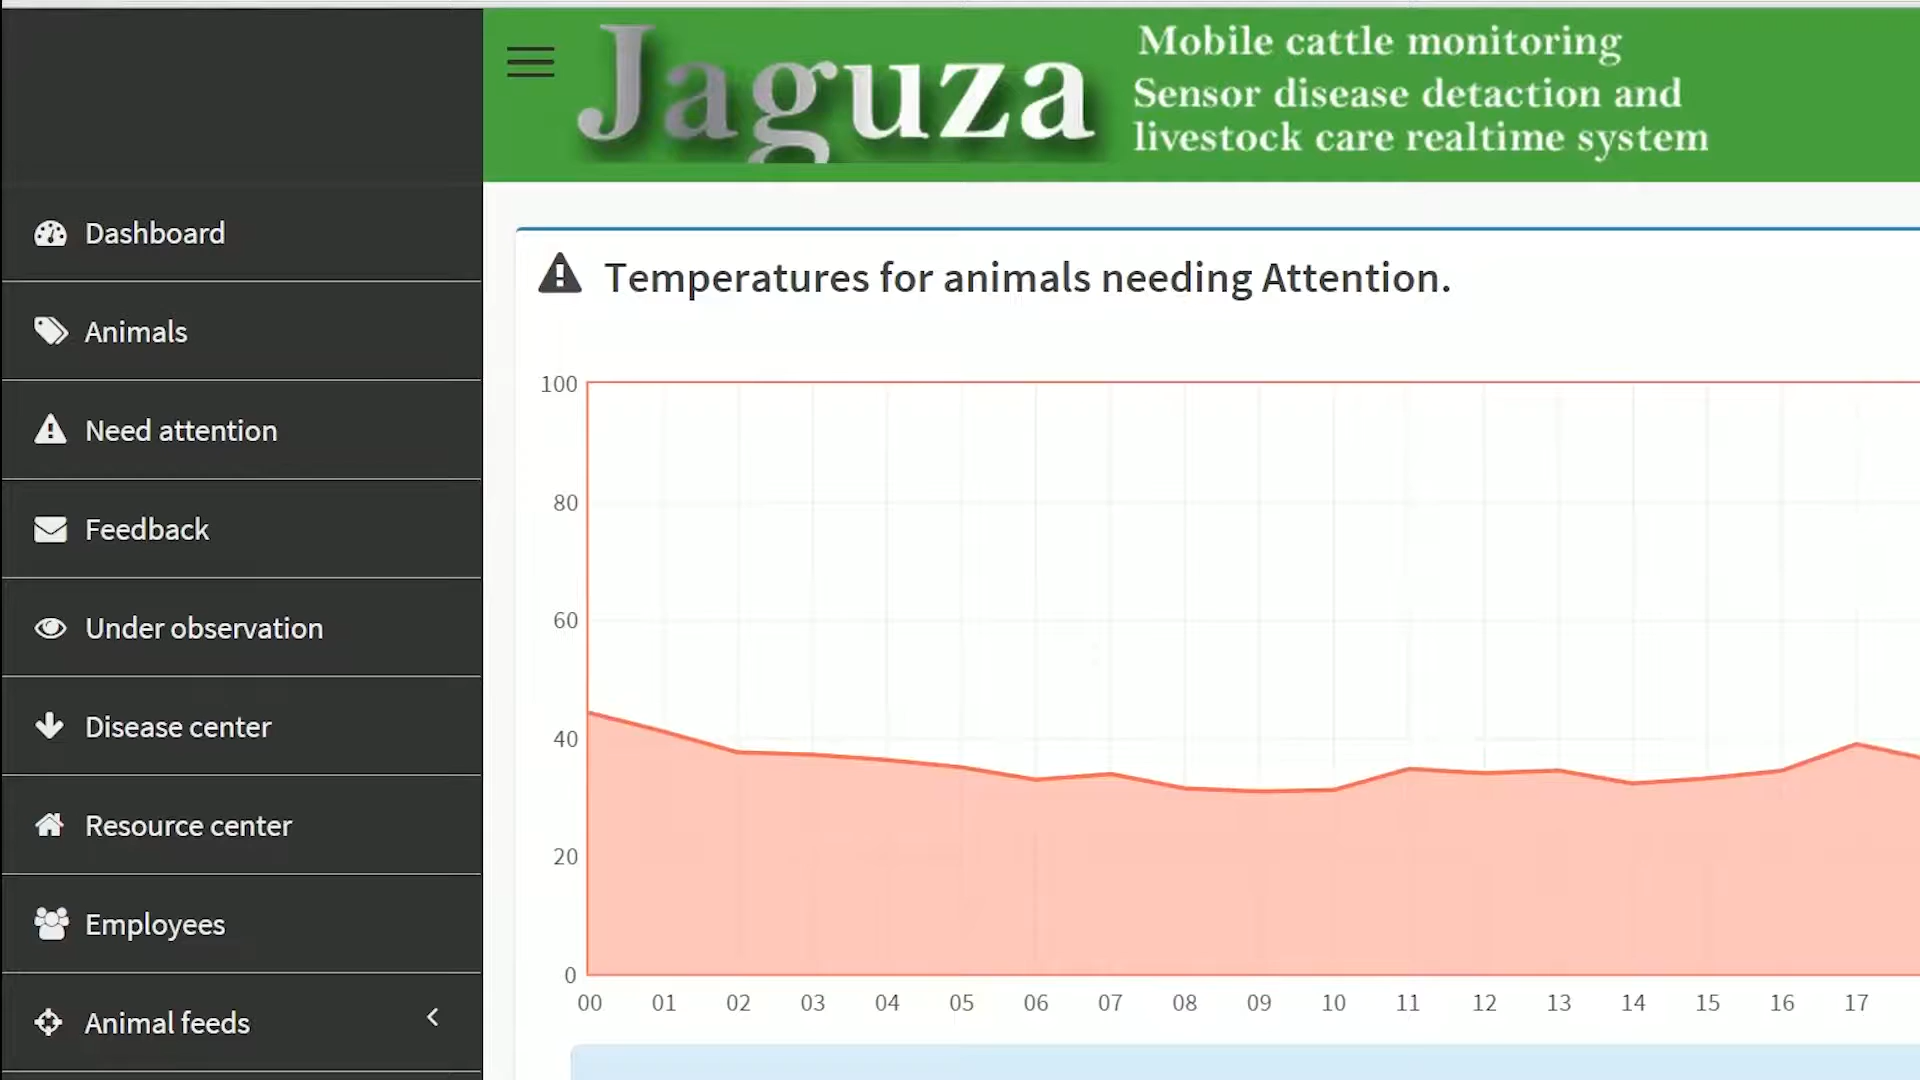 Jaguza
Mobile cattle monitoring
Sensor disease detaction and
livestock care realtime system
Dashboard
Animals
Need attention
Feedback
Under observation
Disease center
Resource center
Employees
Animal feeds
Temperatures for animals needing Attention.
100
80
60
40
20
0
00 01 02 03 04 05 06 07 08 09 10 11 12 13 14 15 16 17